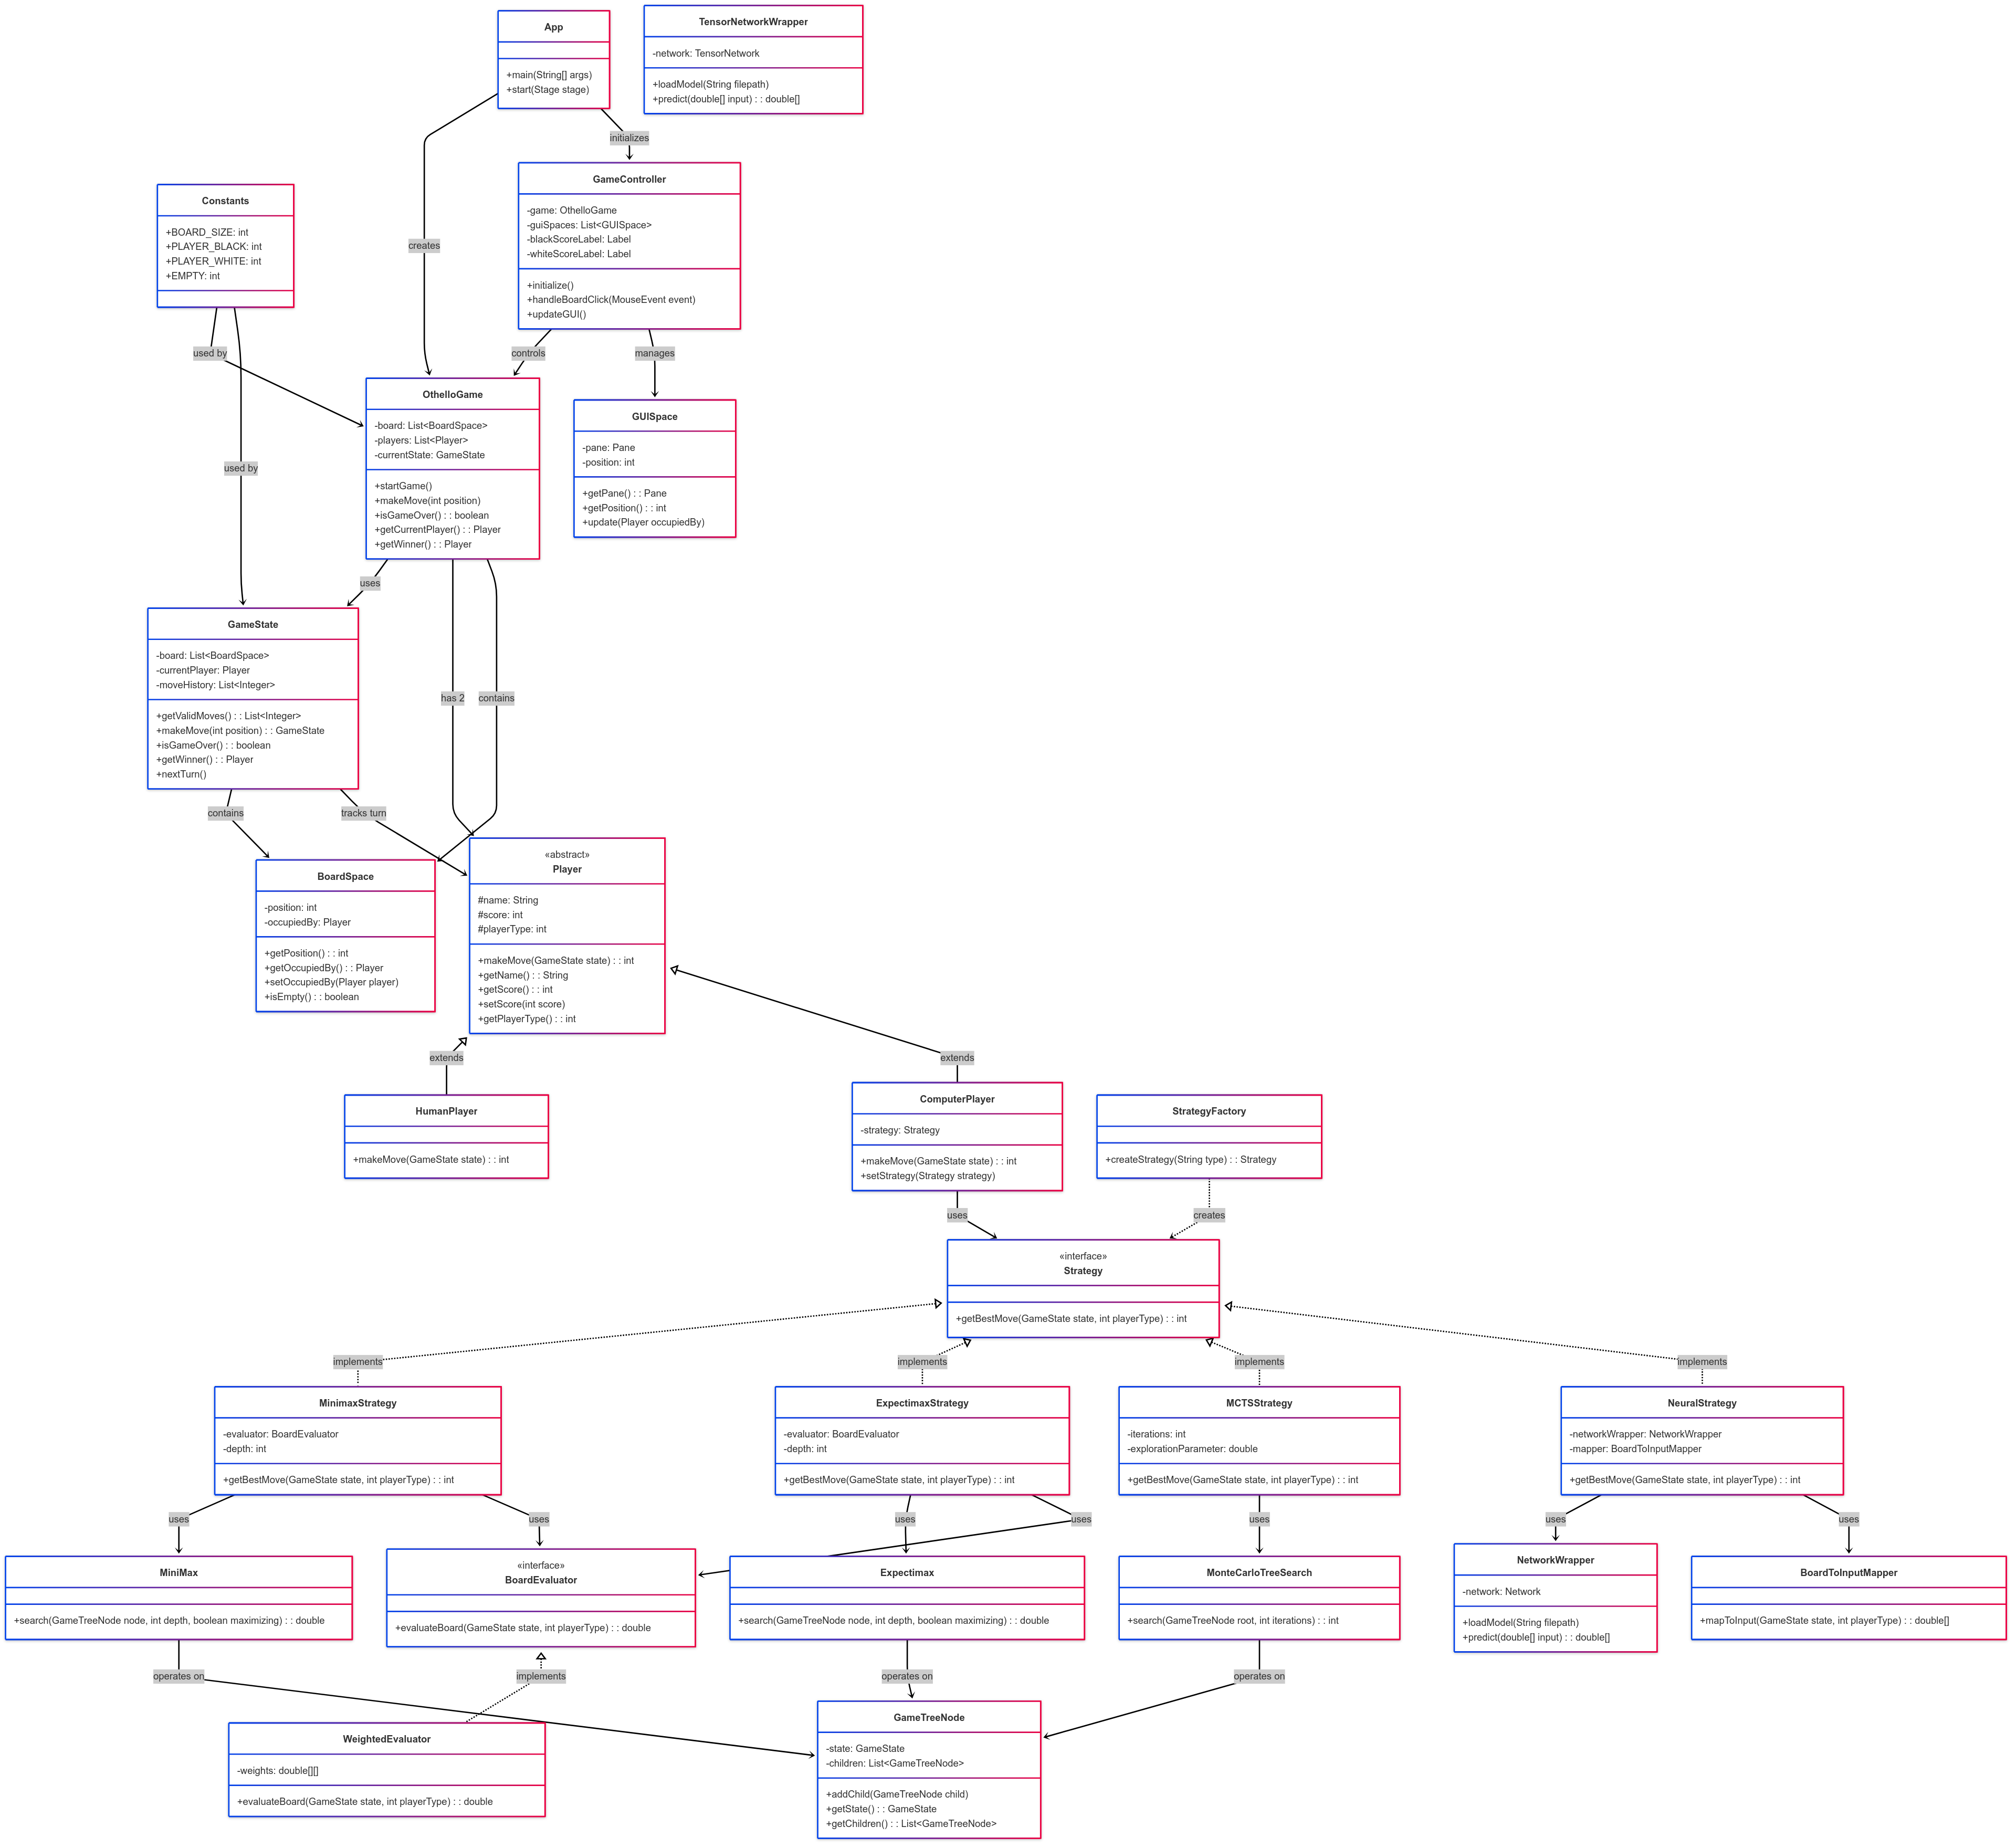 App
+main(String[] args)
+start(Stage stage)
TensorNetworkWrapper
-network: TensorNetwork
+loadModel(String filepath)
+predict(double[] input) : : double[]
initializes
creates
GameController
-game: OthelloGame
-guiSpaces: List<GUISpace>
-blackScoreLabel: Label
-whiteScoreLabel: Label
+initialize()
+handleBoardClick(MouseEvent event)
+updateGUI()
Constants
+BOARD_SIZE: int
+PLAYER_BLACK: int
+PLAYER_WHITE: int
+EMPTY: int
used by
controls
manages
used by
OthelloGame
-board: List<BoardSpace>
-players: List<Player>
-currentState: GameState
+startGame()
+makeMove(int position)
+isGameOver() : : boolean
+getCurrentPlayer() : : Player
+getWinner() : : Player
GUISpace
-pane: Pane
-position: int
+getPane() : : Pane
+getPosition() : : int
+update(Player occupiedBy)
uses
has 2
contains
GameState
-board: List<BoardSpace>
-currentPlayer: Player
-moveHistory: List<Integer>
+getValidMoves() : : List<Integer>
+makeMove(int position) : : GameState
+isGameOver() : : boolean
+getWinner() : : Player
+nextTurn()
contains
tracks turn
BoardSpace
-position: int
-occupiedBy: Player
+getPosition() : : int
+getOccupiedBy() : : Player
+setOccupiedBy(Player player)
+isEmpty() : : boolean
«abstract»
Player
#name: String
#score: int
#playerType: int
+makeMove(GameState state) : : int
+getName() : : String
+getScore() : : int
+setScore(int score)
+getPlayerType() : : int
extends
extends
HumanPlayer
+makeMove(GameState state) : : int
ComputerPlayer
-strategy: Strategy
+makeMove(GameState state) : : int
+setStrategy(Strategy strategy)
StrategyFactory
+createStrategy(String type) : : Strategy
uses
creates
«interface»
Strategy
+getBestMove(GameState state, int playerType) : : int
implements
implements
implements
implements
MinimaxStrategy
-evaluator: BoardEvaluator
-depth: int
+getBestMove(GameState state, int playerType) : : int
ExpectimaxStrategy
-evaluator: BoardEvaluator
-depth: int
+getBestMove(GameState state, int playerType) : : int
MCTSStrategy
-iterations: int
-explorationParameter: double
+getBestMove(GameState state, int playerType) : : int
NeuralStrategy
-networkWrapper: NetworkWrapper
-mapper: BoardToInputMapper
+getBestMove(GameState state, int playerType) : : int
uses
uses
uses
uses
uses
uses
uses
MiniMax
+search(GameTreeNode node, int depth, boolean maximizing) : : double
«interface»
BoardEvaluator
+evaluateBoard(GameState state, int playerType) : : double
Expectimax
+search(GameTreeNode node, int depth, boolean maximizing) : : double
MonteCarloTreeSearch
+search(GameTreeNode root, int iterations) : : int
NetworkWrapper
-network: Network
+loadModel(String filepath)
+predict(double[] input) : : double[]
BoardToInputMapper
+mapToInput(GameState state, int playerType) : : double[]
operates on
implements
operates on
operates on
WeightedEvaluator
-weights: double[][]
+evaluateBoard(GameState state, int playerType) : : double
GameTreeNode
-state: GameState
-children: List<GameTreeNode>
+addChild(GameTreeNode child)
+getState() : : GameState
+getChildren() : : List<GameTreeNode>